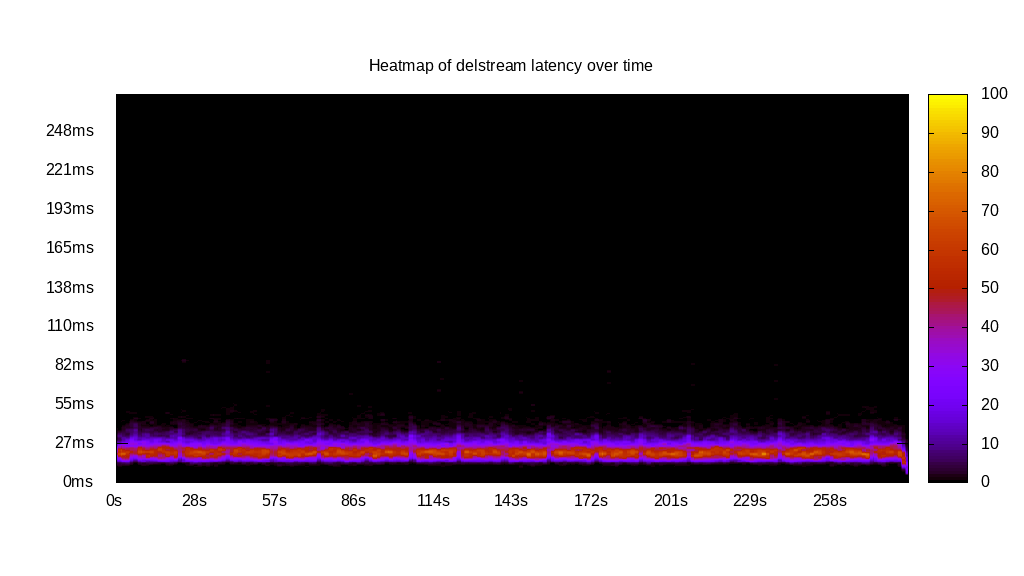 Heatmap of delstream latency over time
248ms
221ms
193ms
165ms
138ms
110ms
82ms
55ms
27ms
0ms
0s 28s 57s 86s 114s 143s 172s 201s 229s 258s
100
90
80
70
60
50
40
30
20
10
0